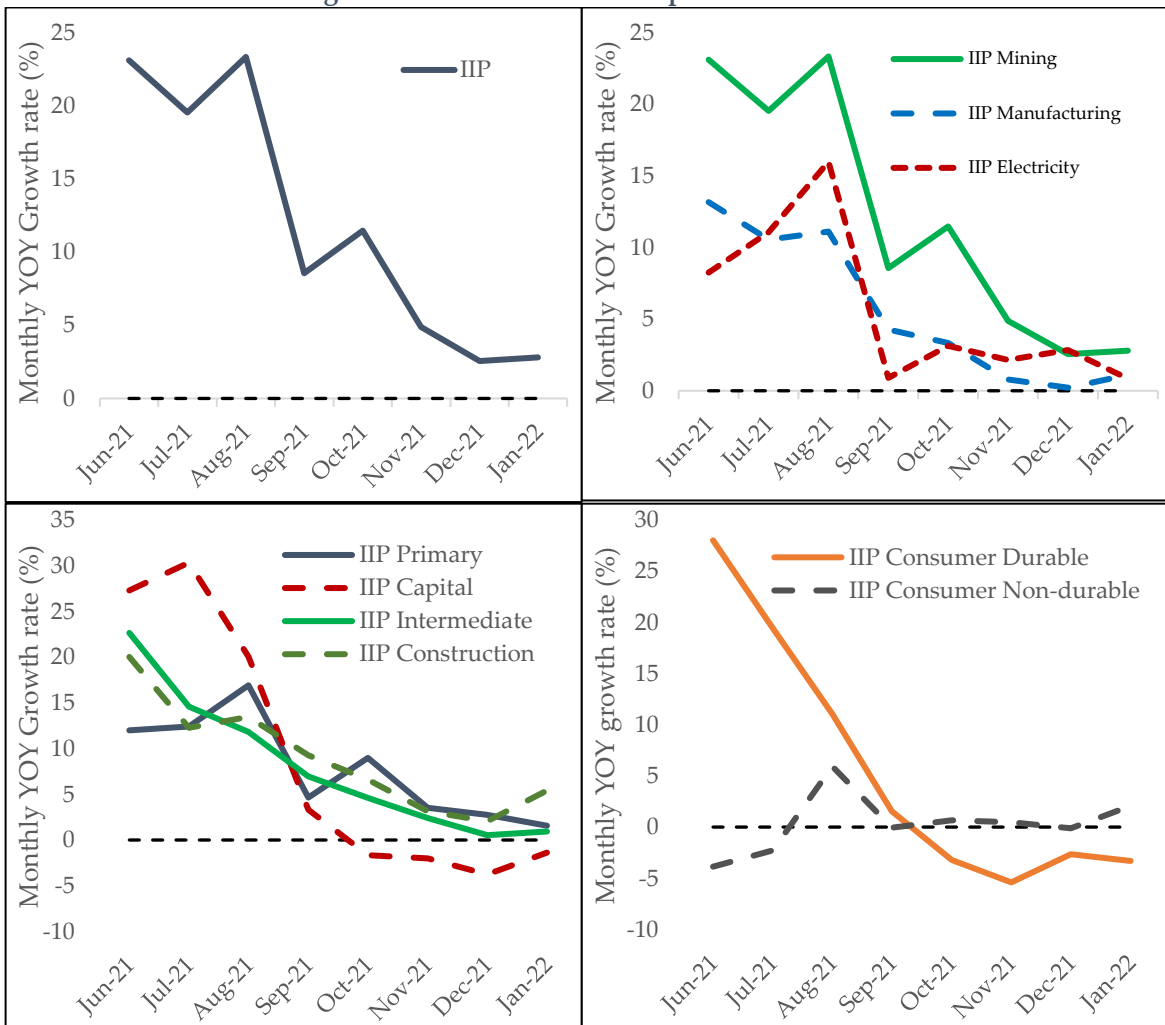 Monthly YOY Growth rate (%)
25
20
15
10
5
0
IIP
Jun-21
Jul-21
Aug-21
Sep-21
Oct-21
Nov-21
Dec-21
Jan-22
Monthly YOY Growth rate (%)
25
20
15
10
5
0
IIP Mining
IIP Manufacturing
IIP Electricity
Jun-21
Jul-21
Aug-21
Sep-21
Oct-21
Nov-21
Dec-21
Jan-22
Monthly YOY Growth rate (%)
35
30
25
20
15
10
5
0
-5
-10
IIP Primary
IIP Capital
IIP Intermediate
IIP Construction
Jun-21
Jul-21
Aug-21
Sep-21
Oct-21
Nov-21
Dec-21
Jan-22
Monthly YOY growth rate (%)
30
25
20
15
10
5
0
-5
-10
IIP Consumer Durable
IIP Consumer Non-durable
Jun-21
Jul-21
Aug-21
Sep-21
Oct-21
Nov-21
Dec-21
Jan-22